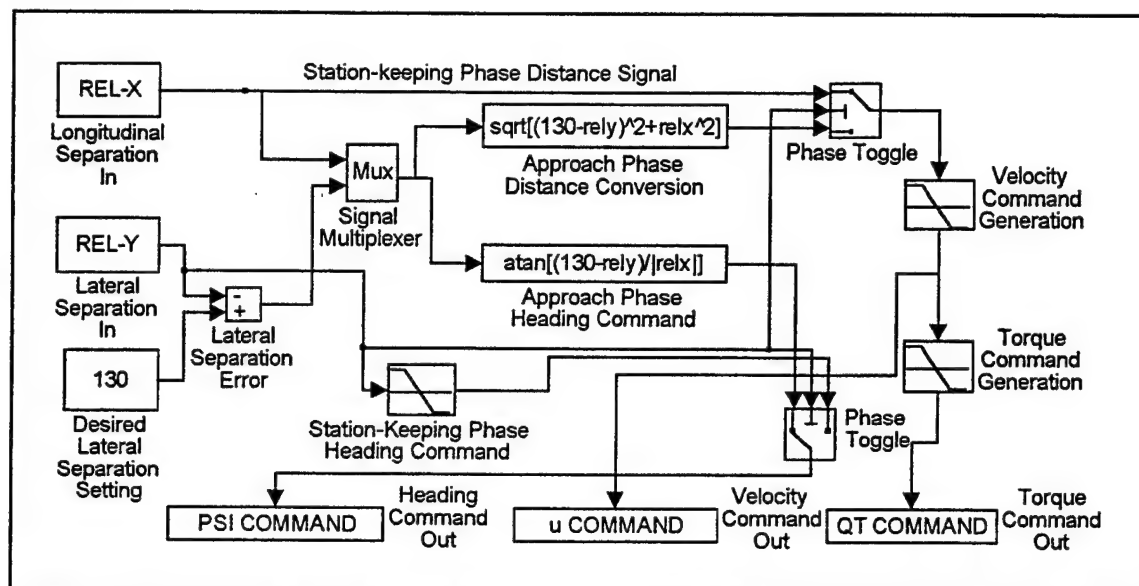 REL-X
Longitudinal
Separation
In
Station-keeping Phase Distance Signal
Mux
Signal
Multiplexer
sqrt[(130-rely)^2+relx^2]
Approach Phase
Distance Conversion
Phase Toggle
Velocity
Command
Generation
REL-Y
Lateral
Separation
In
-
+
Lateral
Separation
Error
atan[(130-rely)/|relx|]
Approach Phase
Heading Command
130
Desired
Lateral
Separation
Setting
Station-Keeping Phase
Heading Command
Phase
Toggle
Torque
Command
Generation
PSI COMMAND
Heading
Command
Out
u COMMAND
Velocity
Command
Out
QT COMMAND
Torque
Command
Out